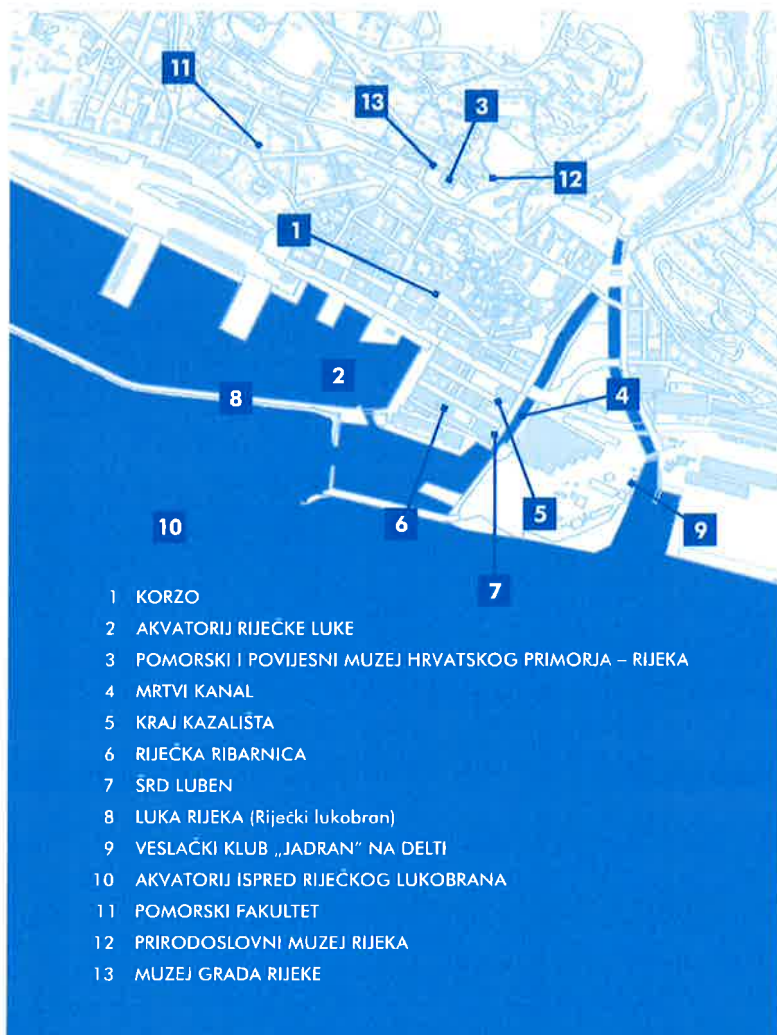 11
13
3
12
1
2
8
4
6
5
10
9
7
1 KORZO
2 AKVATORIJ RIJEČKE LUKE
3 POMORSKI I POVIJESNI MUZEJ HRVATSKOG PRIMORJA – RIJEKA
4 MRTVI KANAL
5 KRAJ KAZALIŠTA
6 RIJEČKA RIBARNICA
7 ŠRD LUBEN
8 LUKA RIJEKA (Riječki lukobran)
9 VESLAČKI KLUB „JADRAN” NA DELTI
10 AKVATORIJ ISPRED RIJEČKOG LUKOBRANA
11 POMORSKI FAKULTET
12 PRIRODOSLOVNI MUZEJ RIJEKA
13 MUZEJ GRADA RIJEKE